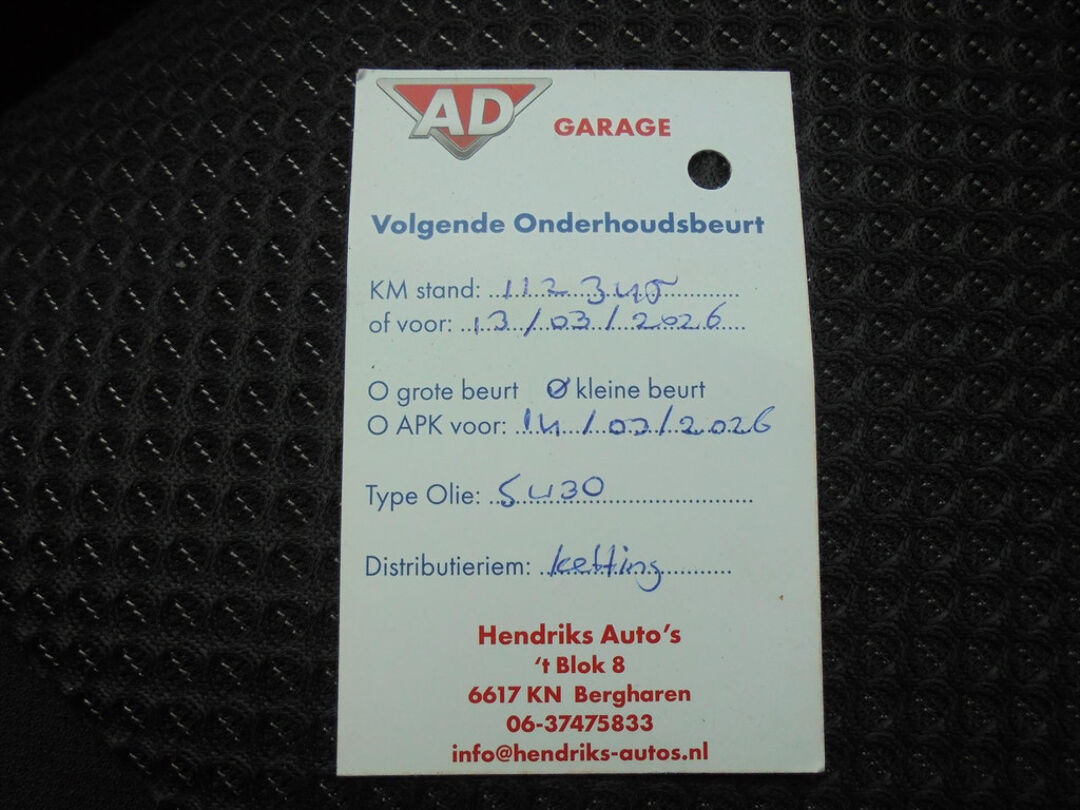 AD GARAGE
Volgende Onderhoudsbeurt
KM stand: 112 345
of voor: 13/03/2026
O grote beurt Ø kleine beurt
O APK voor: 14/03/2026
Type Olie: 5W30
Distributieriem: ketting
Hendriks Auto's
't Blok 8
6617 KN Bergharen
06-37475833
info@hendriks-autos.nl